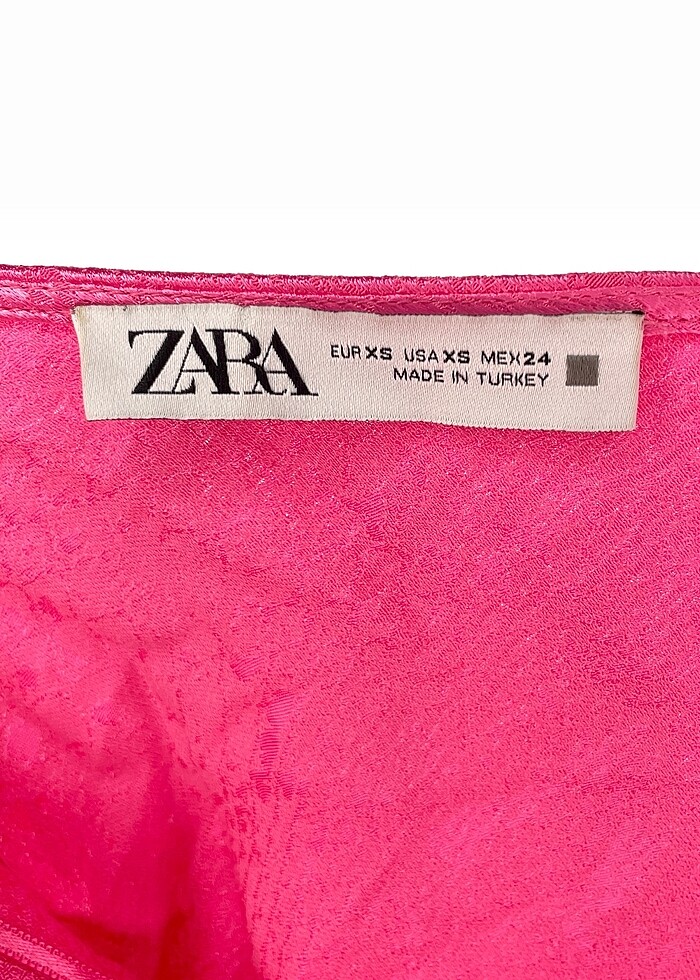 ZARA
EUR XS USA XS MEX 24
MADE IN TURKEY